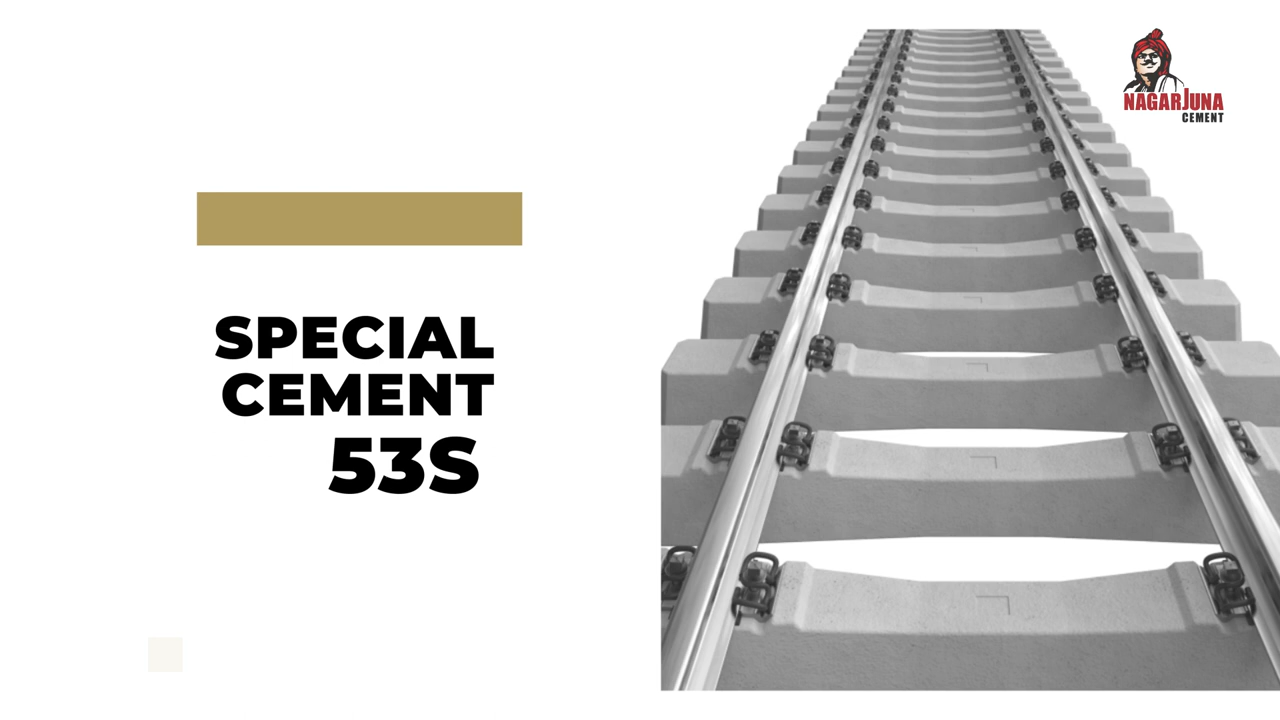 SPECIAL
CEMENT
53S
NAGARJUNA
CEMENT